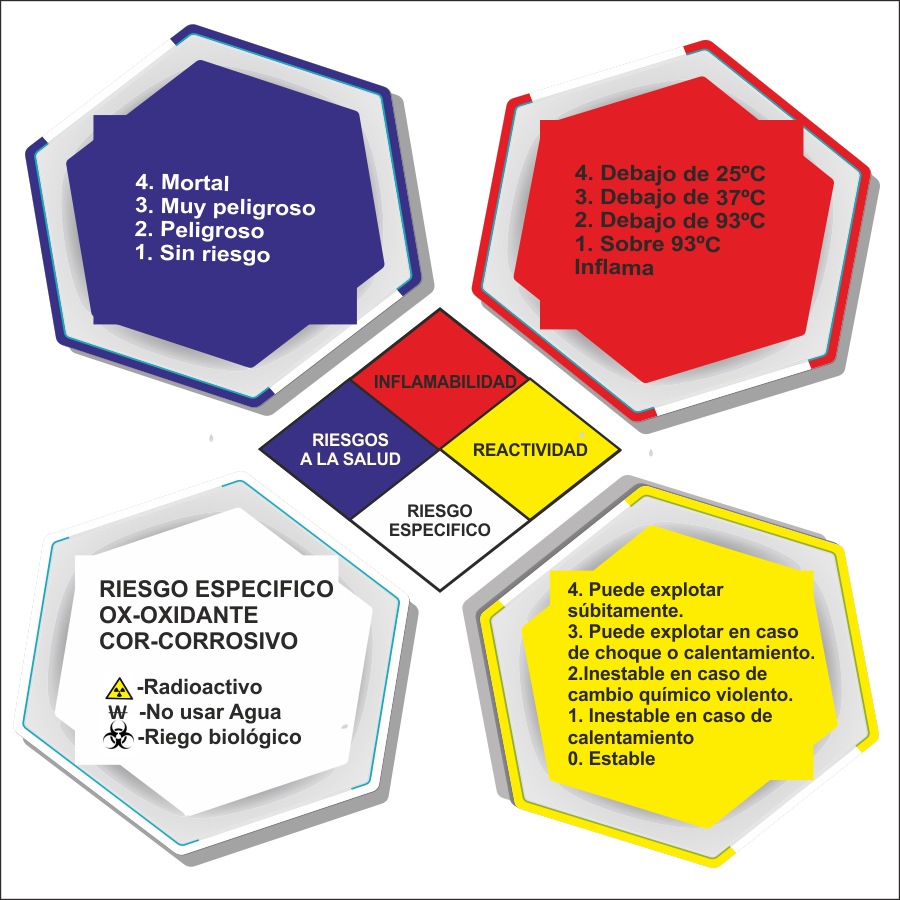 4. Mortal
3. Muy peligroso
2. Peligroso
1. Sin riesgo
4. Debajo de 25ºC
3. Debajo de 37ºC
2. Debajo de 93ºC
1. Sobre 93ºC
Inflama
INFLAMABILIDAD
RIESGOS
A LA SALUD
REACTIVIDAD
RIESGO
ESPECIFICO
RIESGO ESPECIFICO
OX-OXIDANTE
COR-CORROSIVO
-Radioactivo
W -No usar Agua
-Riego biológico
4. Puede explotar
súbitamente.
3. Puede explotar en caso
de choque o calentamiento.
2.Inestable en caso de
cambio químico violento.
1. Inestable en caso de
calentamiento
0. Estable